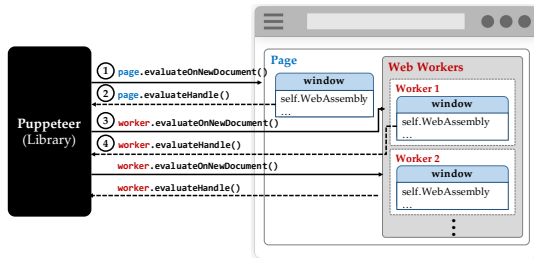 Puppeteer
(Library)
1 page.evaluateOnNewDocument()
2 page.evaluateHandle()
3 worker.evaluateOnNewDocument()
4 worker.evaluateHandle()
worker.evaluateOnNewDocument()
worker.evaluateHandle()
Page
window
self.WebAssembly
...
Web Workers
Worker 1
window
self.WebAssembly
...
Worker 2
window
self.WebAssembly
...